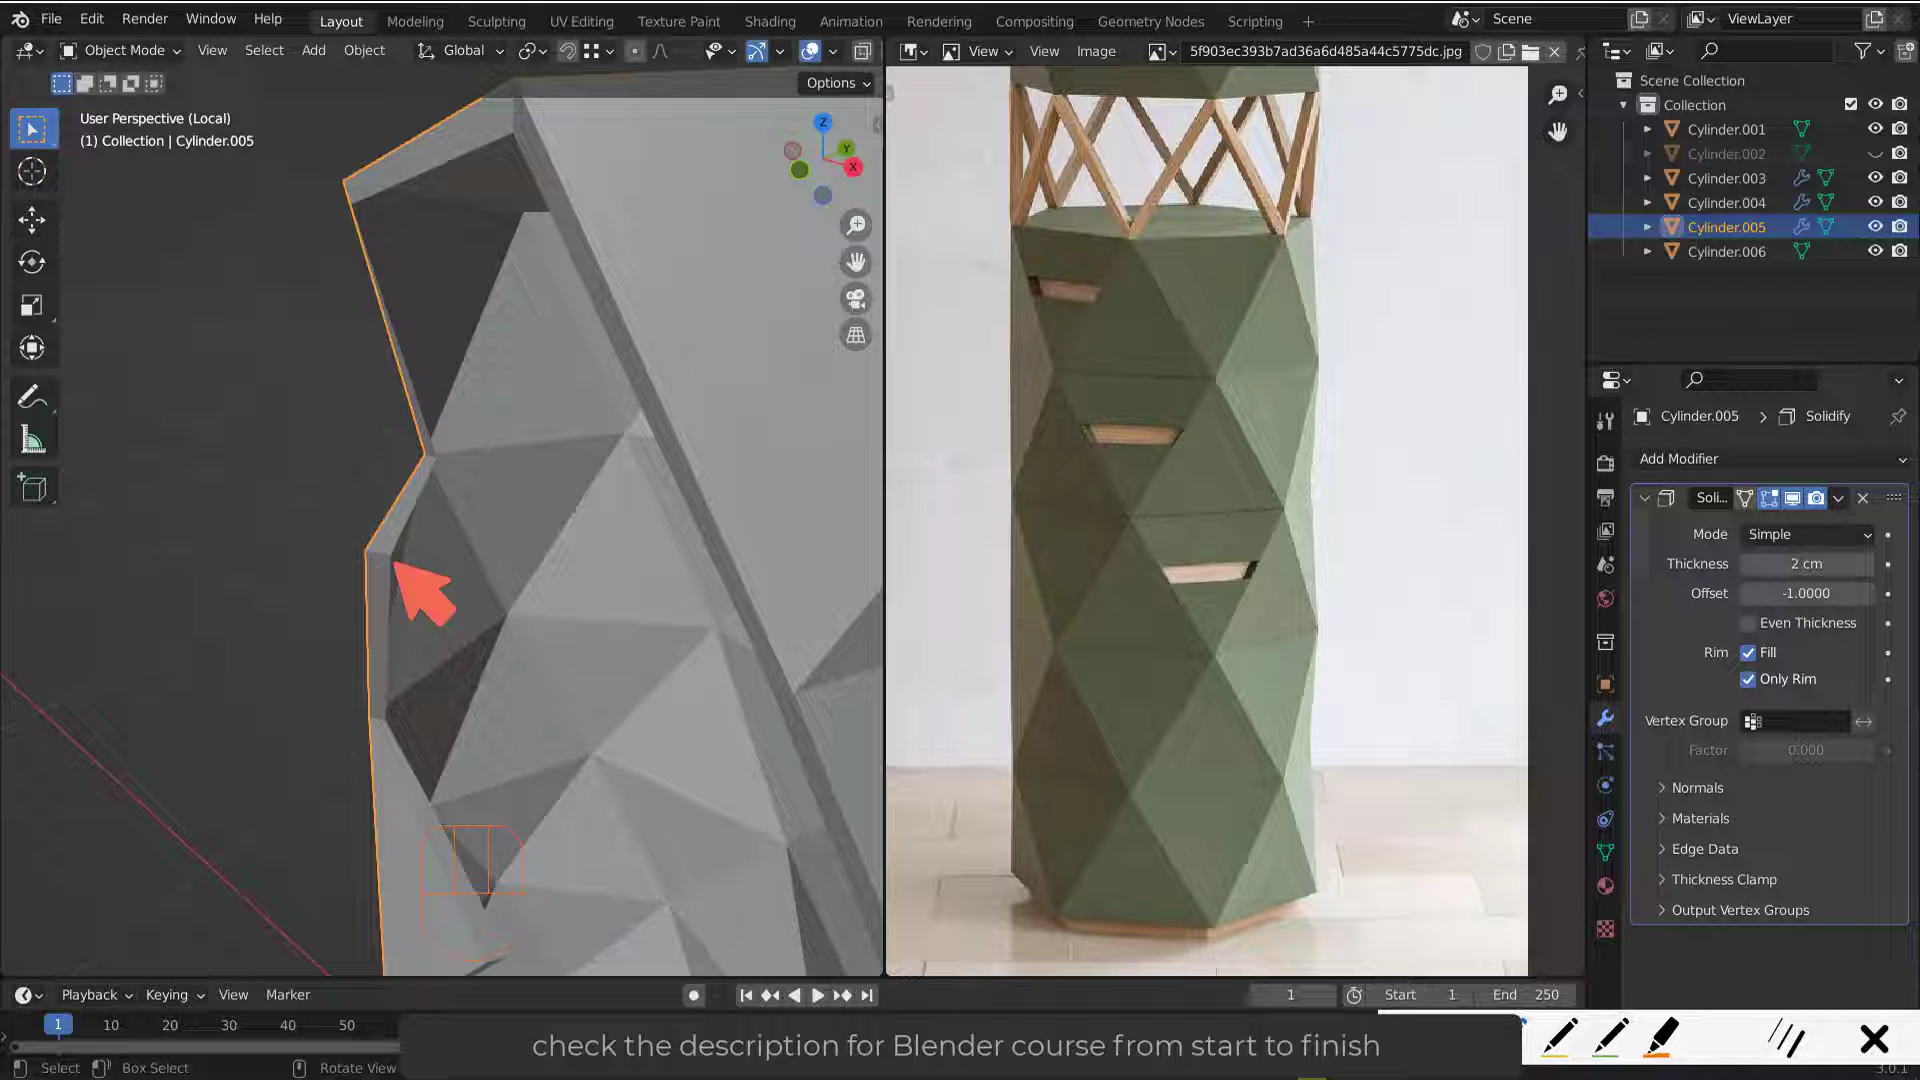 File Edit Render Window Help
Layout Modeling Sculpting UV Editing Texture Paint Shading Animation Rendering Compositing Geometry Nodes Scripting +
Scene
ViewLayer
Object Mode View Select Add Object Global
View View Image 5f903ec393b7ad36a6d485a44c5775dc.jpg
Options
User Perspective (Local)
(1) Collection | Cylinder.005
Z
Y
X
Scene Collection
Collection
Cylinder.001
Cylinder.002
Cylinder.003
Cylinder.004
Cylinder.005
Cylinder.006
Cylinder.005 > Solidify
Add Modifier
Soli...
Mode Simple
Thickness 2 cm
Offset -1.0000
Even Thickness
Rim Fill
Only Rim
Vertex Group
Factor 0.000
Normals
Materials
Edge Data
Thickness Clamp
Output Vertex Groups
Playback Keying View Marker
1 Start 1 End 250
1 10 20 30 40 50
check the description for Blender course from start to finish
Select Box Select Rotate View
3.0.1